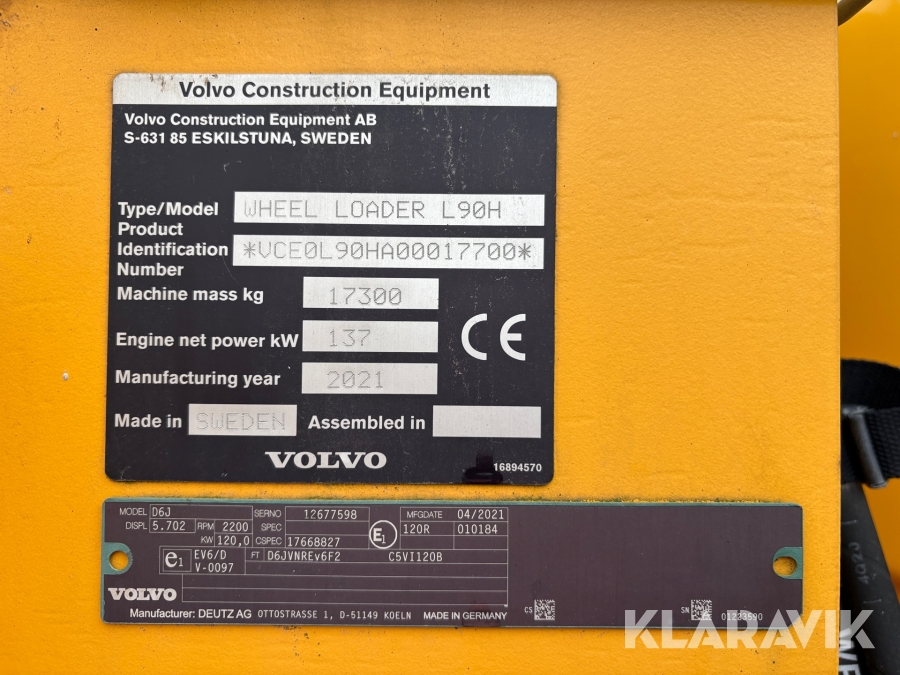 Volvo Construction Equipment
Volvo Construction Equipment AB
S-631 85 ESKILSTUNA, SWEDEN
Type/Model WHEEL LOADER L90H
Product
Identification *VCE0L90HA00017700*
Number
Machine mass kg 17300
Engine net power kW 137
Manufacturing year 2021
Made in SWEDEN Assembled in
VOLVO
16894570
MODEL D6J SERNO 12677598 MFGDATE 04/2021
DISPL 5.702 RPM 2200 SPEC E1 120R 010184
KW 120,0 CSPEC 17668827
e1 EV6/D FT D6JVNREv6F2 C5VI120B
V-0097
VOLVO
CS SN 01233590
Manufacturer: DEUTZ AG OTTOSTRASSE 1, D-51149 KOELN MADE IN GERMANY
KLARAVIK